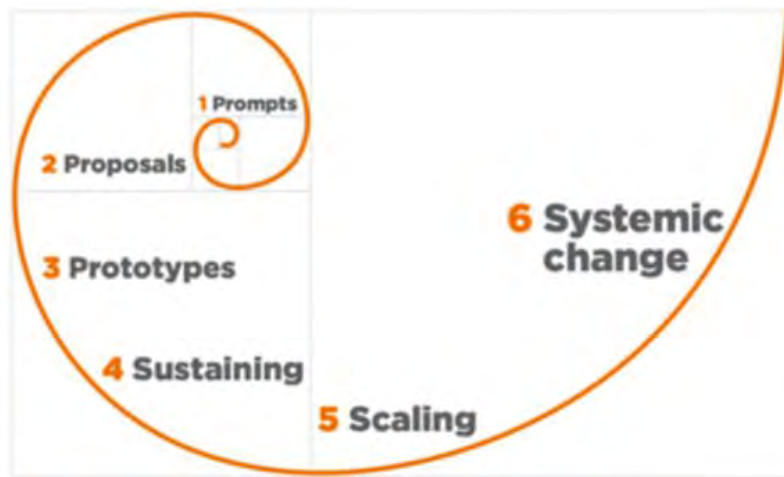 1 Prompts
2 Proposals
3 Prototypes
4 Sustaining
5 Scaling
6 Systemic
change